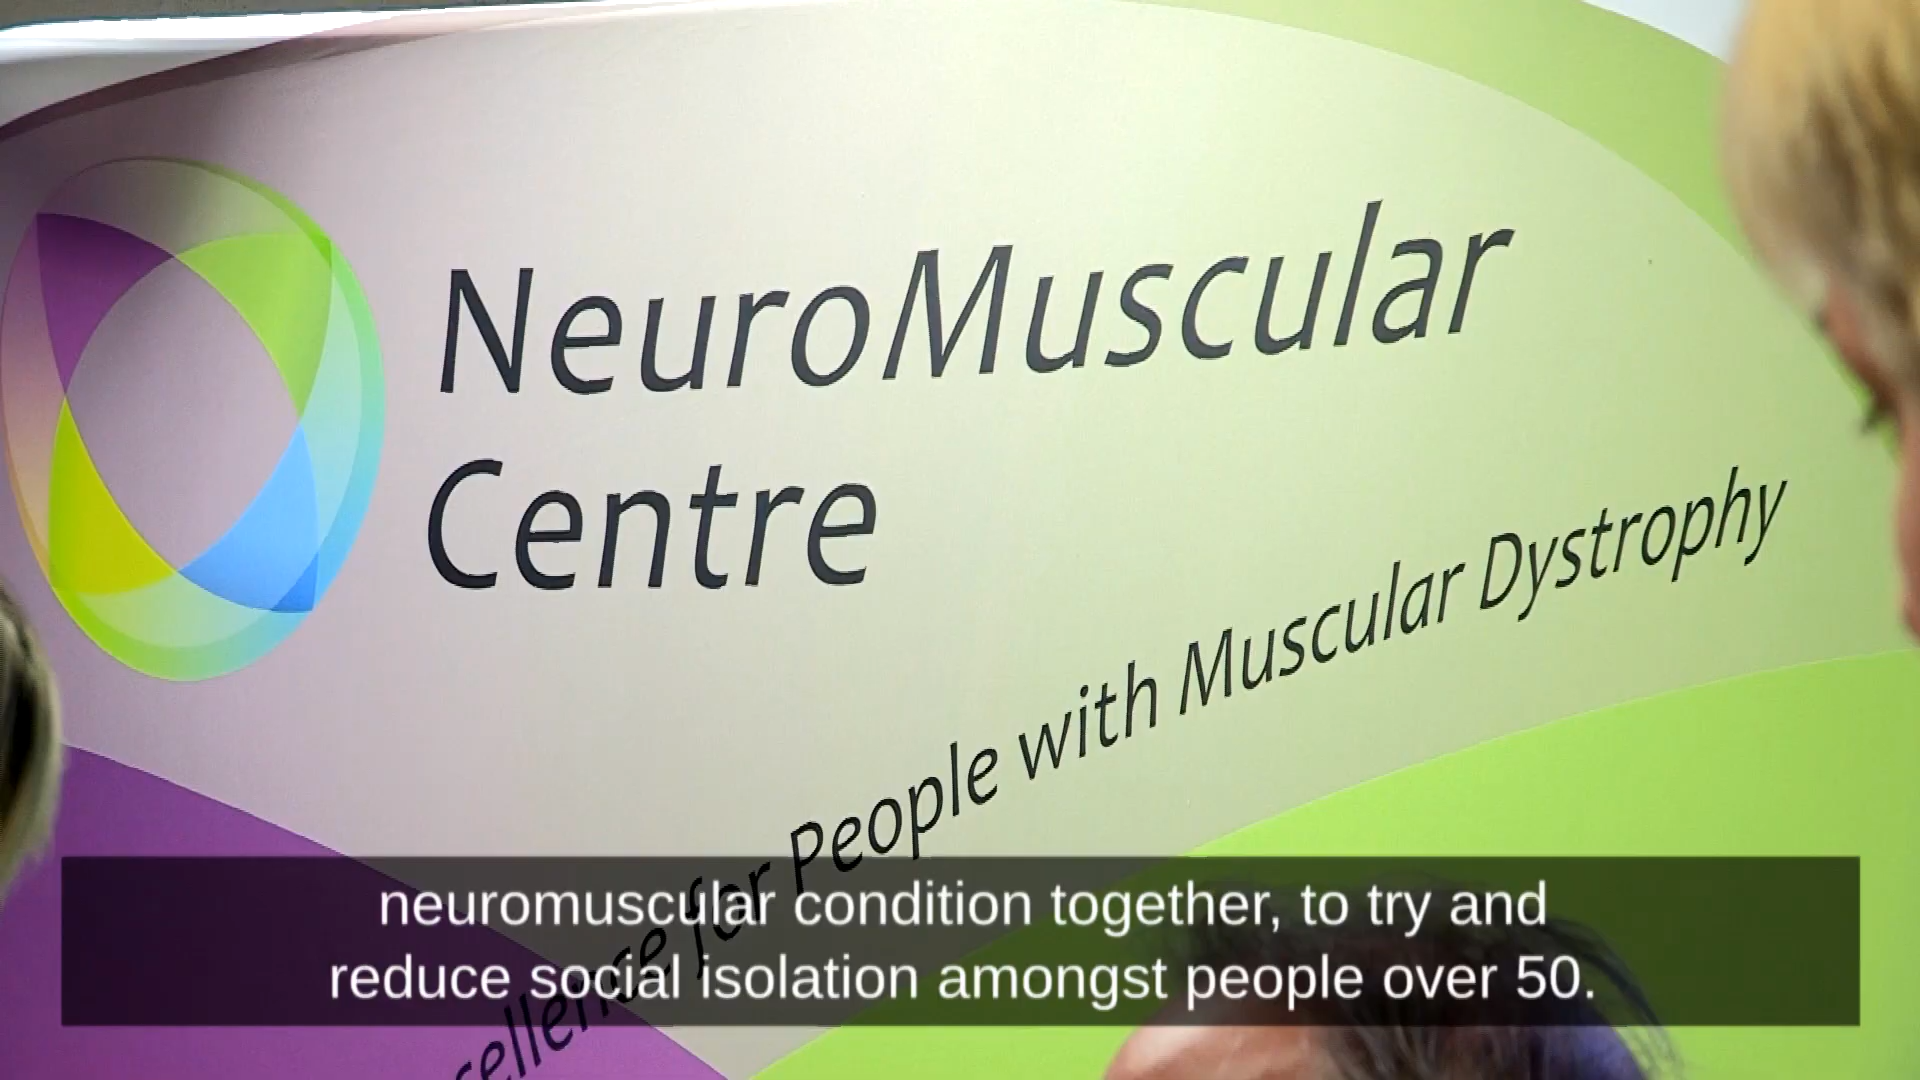 NeuroMuscular
Centre
for People with Muscular Dystrophy
neuromuscular condition together, to try and
reduce social isolation amongst people over 50.